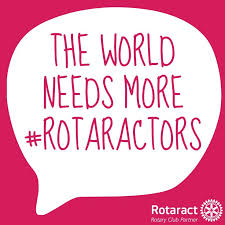 THE WORLD
NEEDS MORE
#ROTARACTORS
Rotaract
Rotary Club Partner